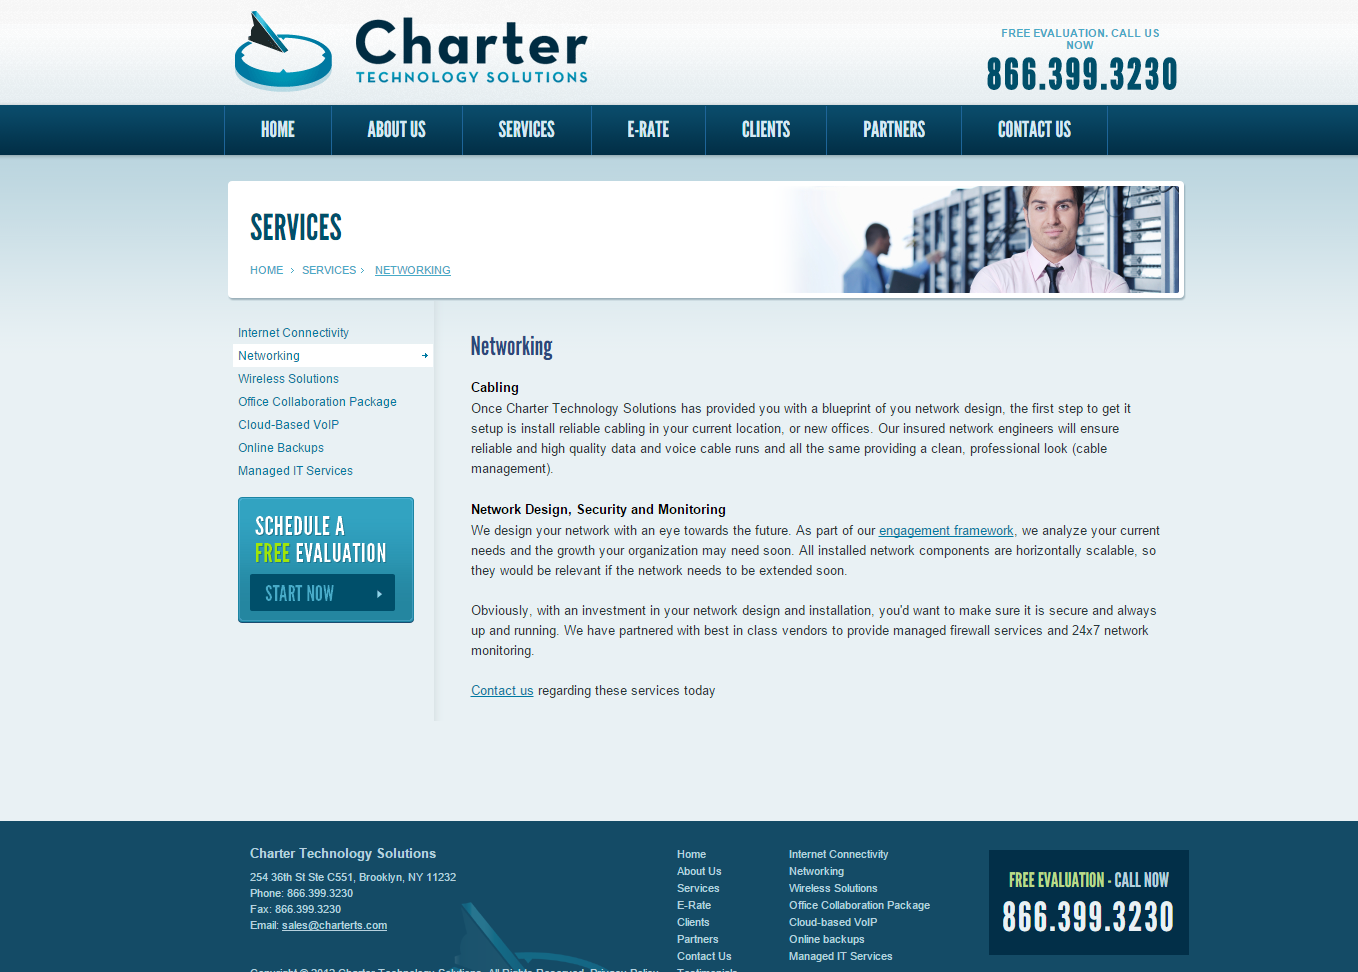 Charter
TECHNOLOGY SOLUTIONS
FREE EVALUATION. CALL US
NOW
866.399.3230
HOME
ABOUT US
SERVICES
E-RATE
CLIENTS
PARTNERS
CONTACT US
SERVICES
HOME
SERVICES
NETWORKING
Internet Connectivity
Networking
Wireless Solutions
Office Collaboration Package
Cloud-Based VoIP
Online Backups
Managed IT Services
SCHEDULE A
FREE EVALUATION
START NOW
Networking
Cabling
Once Charter Technology Solutions has provided you with a blueprint of you network design, the first step to get it
setup is install reliable cabling in your current location, or new offices. Our insured network engineers will ensure
reliable and high quality data and voice cable runs and all the same providing a clean, professional look (cable
management).
Network Design, Security and Monitoring
We design your network with an eye towards the future. As part of our engagement framework, we analyze your current
needs and the growth your organization may need soon. All installed network components are horizontally scalable, so
they would be relevant if the network needs to be extended soon.
Obviously, with an investment in your network design and installation, you'd want to make sure it is secure and always
up and running. We have partnered with best in class vendors to provide managed firewall services and 24x7 network
monitoring.
Contact us regarding these services today
Charter Technology Solutions
254 36th St Ste C551, Brooklyn, NY 11232
Phone: 866.399.3230
Fax: 866.399.3230
Email: sales@charterts.com
Copyright © 2012 Charter Technology Solutions. All Rights Reserved. Privacy Policy
Home
About Us
Services
E-Rate
Clients
Partners
Contact Us
Testimonials
Internet Connectivity
Networking
Wireless Solutions
Office Collaboration Package
Cloud-based VoIP
Online backups
Managed IT Services
FREE EVALUATION - CALL NOW
866.399.3230